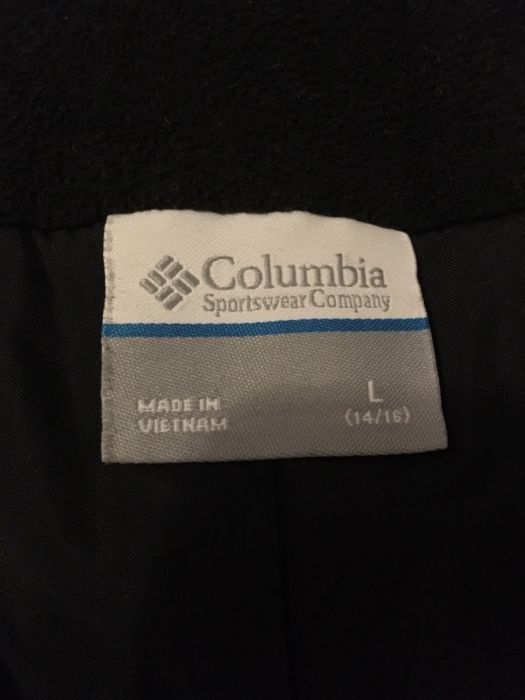 Columbia
Sportswear Company
MADE IN
VIETNAM
L
(14/16)